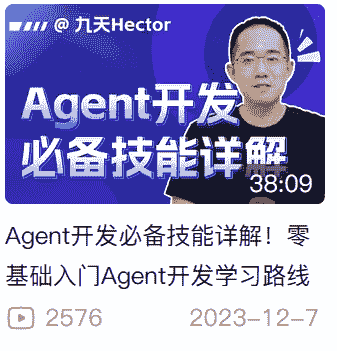 @ 九天Hector
Agent开发
必备技能详解
38:09
Agent开发必备技能详解！零
基础入门Agent开发学习路线
2576
2023-12-7